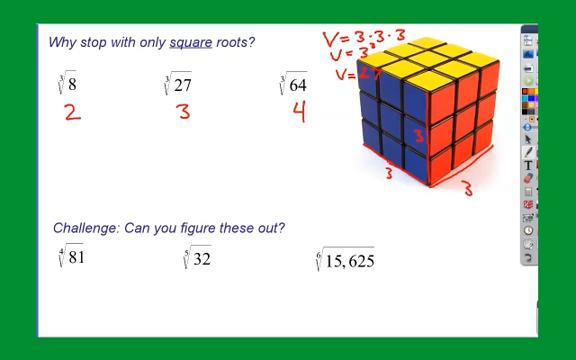 Why stop with only square roots?
V = 3 · 3 · 3
V = 3³
V = 27
∛8
∛27
∛64
2
3
4
3
3
3
Challenge: Can you figure these out?
∜81
⁵√32
⁶√15,625
T